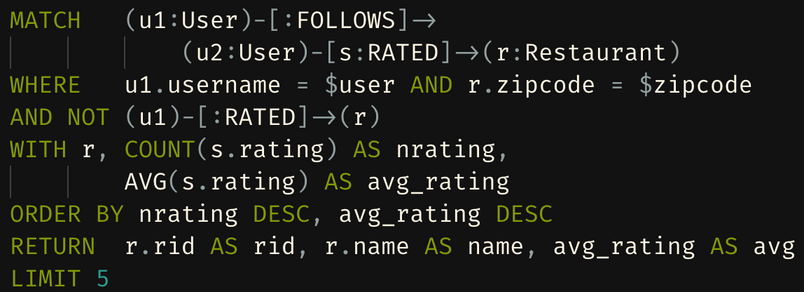 MATCH (u1:User)-[:FOLLOWS]->
(u2:User)-[s:RATED]->(r:Restaurant)
WHERE u1.username = $user AND r.zipcode = $zipcode
AND NOT (u1)-[:RATED]->(r)
WITH r, COUNT(s.rating) AS nrating,
AVG(s.rating) AS avg_rating
ORDER BY nrating DESC, avg_rating DESC
RETURN r.rid AS rid, r.name AS name, avg_rating AS avg
LIMIT 5